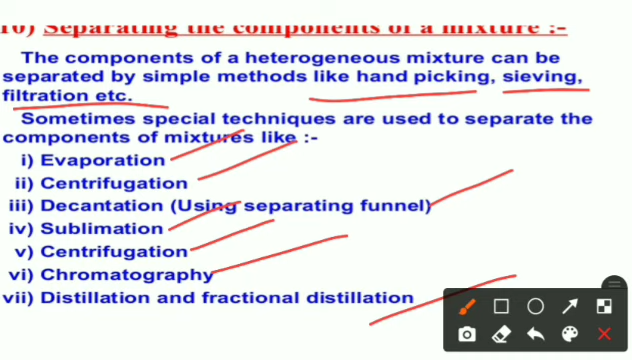 10) Separating the components of a mixture :-
The components of a heterogeneous mixture can be
separated by simple methods like hand picking, sieving,
filtration etc.
Sometimes special techniques are used to separate the
components of mixtures like :-
i) Evaporation
ii) Centrifugation
iii) Decantation (Using separating funnel)
iv) Sublimation
v) Centrifugation
vi) Chromatography
vii) Distillation and fractional distillation